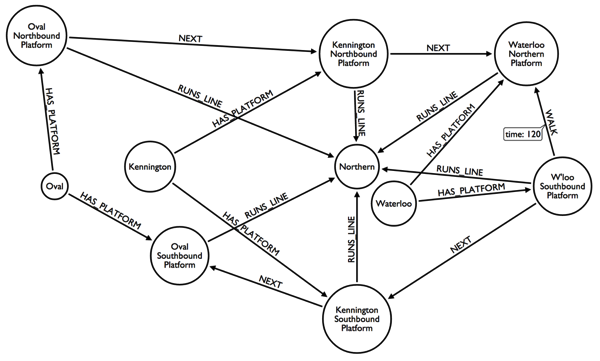 Oval
Northbound
Platform
NEXT
Kennington
Northbound
Platform
NEXT
Waterloo
Northern
Platform
HAS_PLATFORM
RUNS_LINE
HAS_PLATFORM
RUNS_LINE
RUNS_LINE
HAS_PLATFORM
WALK
time: 120
Oval
Kennington
Northern
RUNS_LINE
Waterloo
HAS_PLATFORM
W'loo
Southbound
Platform
HAS_PLATFORM
RUNS_LINE
HAS_PLATFORM
RUNS_LINE
NEXT
Oval
Southbound
Platform
NEXT
Kennington
Southbound
Platform